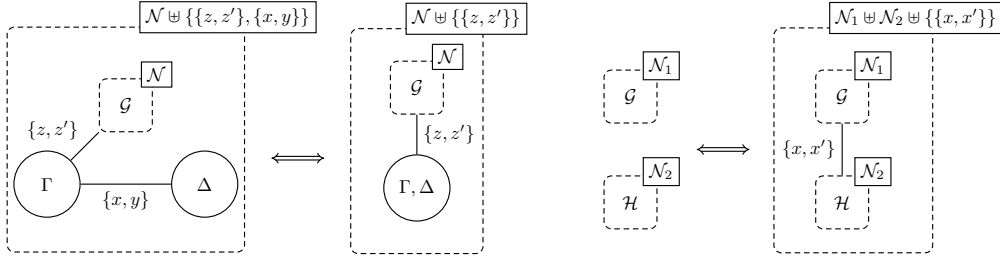 𝒩 ⊎ {{z, z′}, {x, y}}
𝒩
𝒢
{z, z′}
Γ
{x, y}
Δ
⟺
𝒩 ⊎ {{z, z′}}
𝒩
𝒢
{z, z′}
Γ, Δ
𝒩₁
𝒢
𝒩₂
ℋ
⟺
𝒩₁ ⊎ 𝒩₂ ⊎ {{x, x′}}
𝒩₁
𝒢
{x, x′}
𝒩₂
ℋ